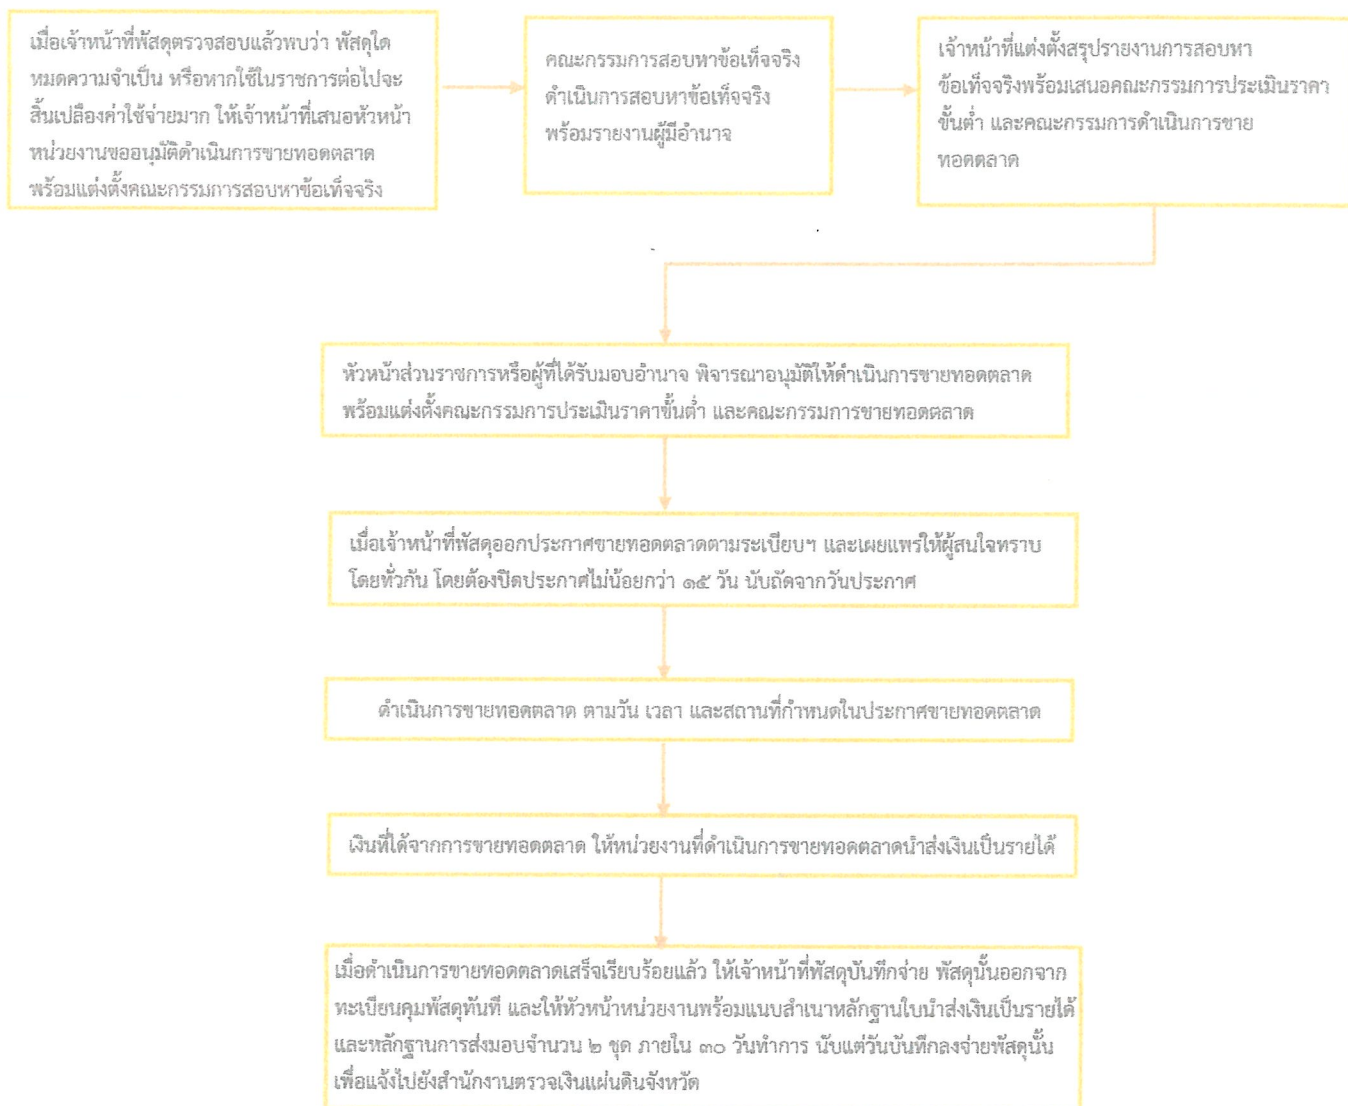 เมื่อเจ้าหน้าที่พัสดุตรวจสอบแล้วพบว่า พัสดุใด
หมดความจำเป็น หรือหากใช้ในราชการต่อไปจะ
สิ้นเปลืองค่าใช้จ่ายมาก ให้เจ้าหน้าที่เสนอหัวหน้า
หน่วยงานขออนุมัติดำเนินการขายทอดตลาด
พร้อมแต่งตั้งคณะกรรมการสอบหาข้อเท็จจริง
คณะกรรมการสอบหาข้อเท็จจริง
ดำเนินการสอบหาข้อเท็จจริง
พร้อมรายงานผู้มีอำนาจ
เจ้าหน้าที่แต่งตั้งสรุปรายงานการสอบหา
ข้อเท็จจริงพร้อมเสนอคณะกรรมการประเมินราคา
ขั้นต่ำ และคณะกรรมการดำเนินการขาย
ทอดตลาด
หัวหน้าส่วนราชการหรือผู้ที่ได้รับมอบอำนาจ พิจารณาอนุมัติให้ดำเนินการขายทอดตลาด
พร้อมแต่งตั้งคณะกรรมการประเมินราคาขั้นต่ำ และคณะกรรมการขายทอดตลาด
เมื่อเจ้าหน้าที่พัสดุออกประกาศขายทอดตลาดตามระเบียบฯ และเผยแพร่ให้ผู้สนใจทราบ
โดยทั่วกัน โดยต้องปิดประกาศไม่น้อยกว่า ๑๕ วัน นับถัดจากวันประกาศ
ดำเนินการขายทอดตลาด ตามวัน เวลา และสถานที่กำหนดในประกาศขายทอดตลาด
เงินที่ได้จากการขายทอดตลาด ให้หน่วยงานที่ดำเนินการขายทอดตลาดนำส่งเงินเป็นรายได้
เมื่อดำเนินการขายทอดตลาดเสร็จเรียบร้อยแล้ว ให้เจ้าหน้าที่พัสดุบันทึกจ่าย พัสดุนั้นออกจาก
ทะเบียนคุมพัสดุทันที และให้หัวหน้าหน่วยงานพร้อมแนบสำเนาหลักฐานใบนำส่งเงินเป็นรายได้
และหลักฐานการส่งมอบจำนวน ๒ ชุด ภายใน ๓๐ วันทำการ นับแต่วันบันทึกลงจ่ายพัสดุนั้น
เพื่อแจ้งไปยังสำนักงานตรวจเงินแผ่นดินจังหวัด